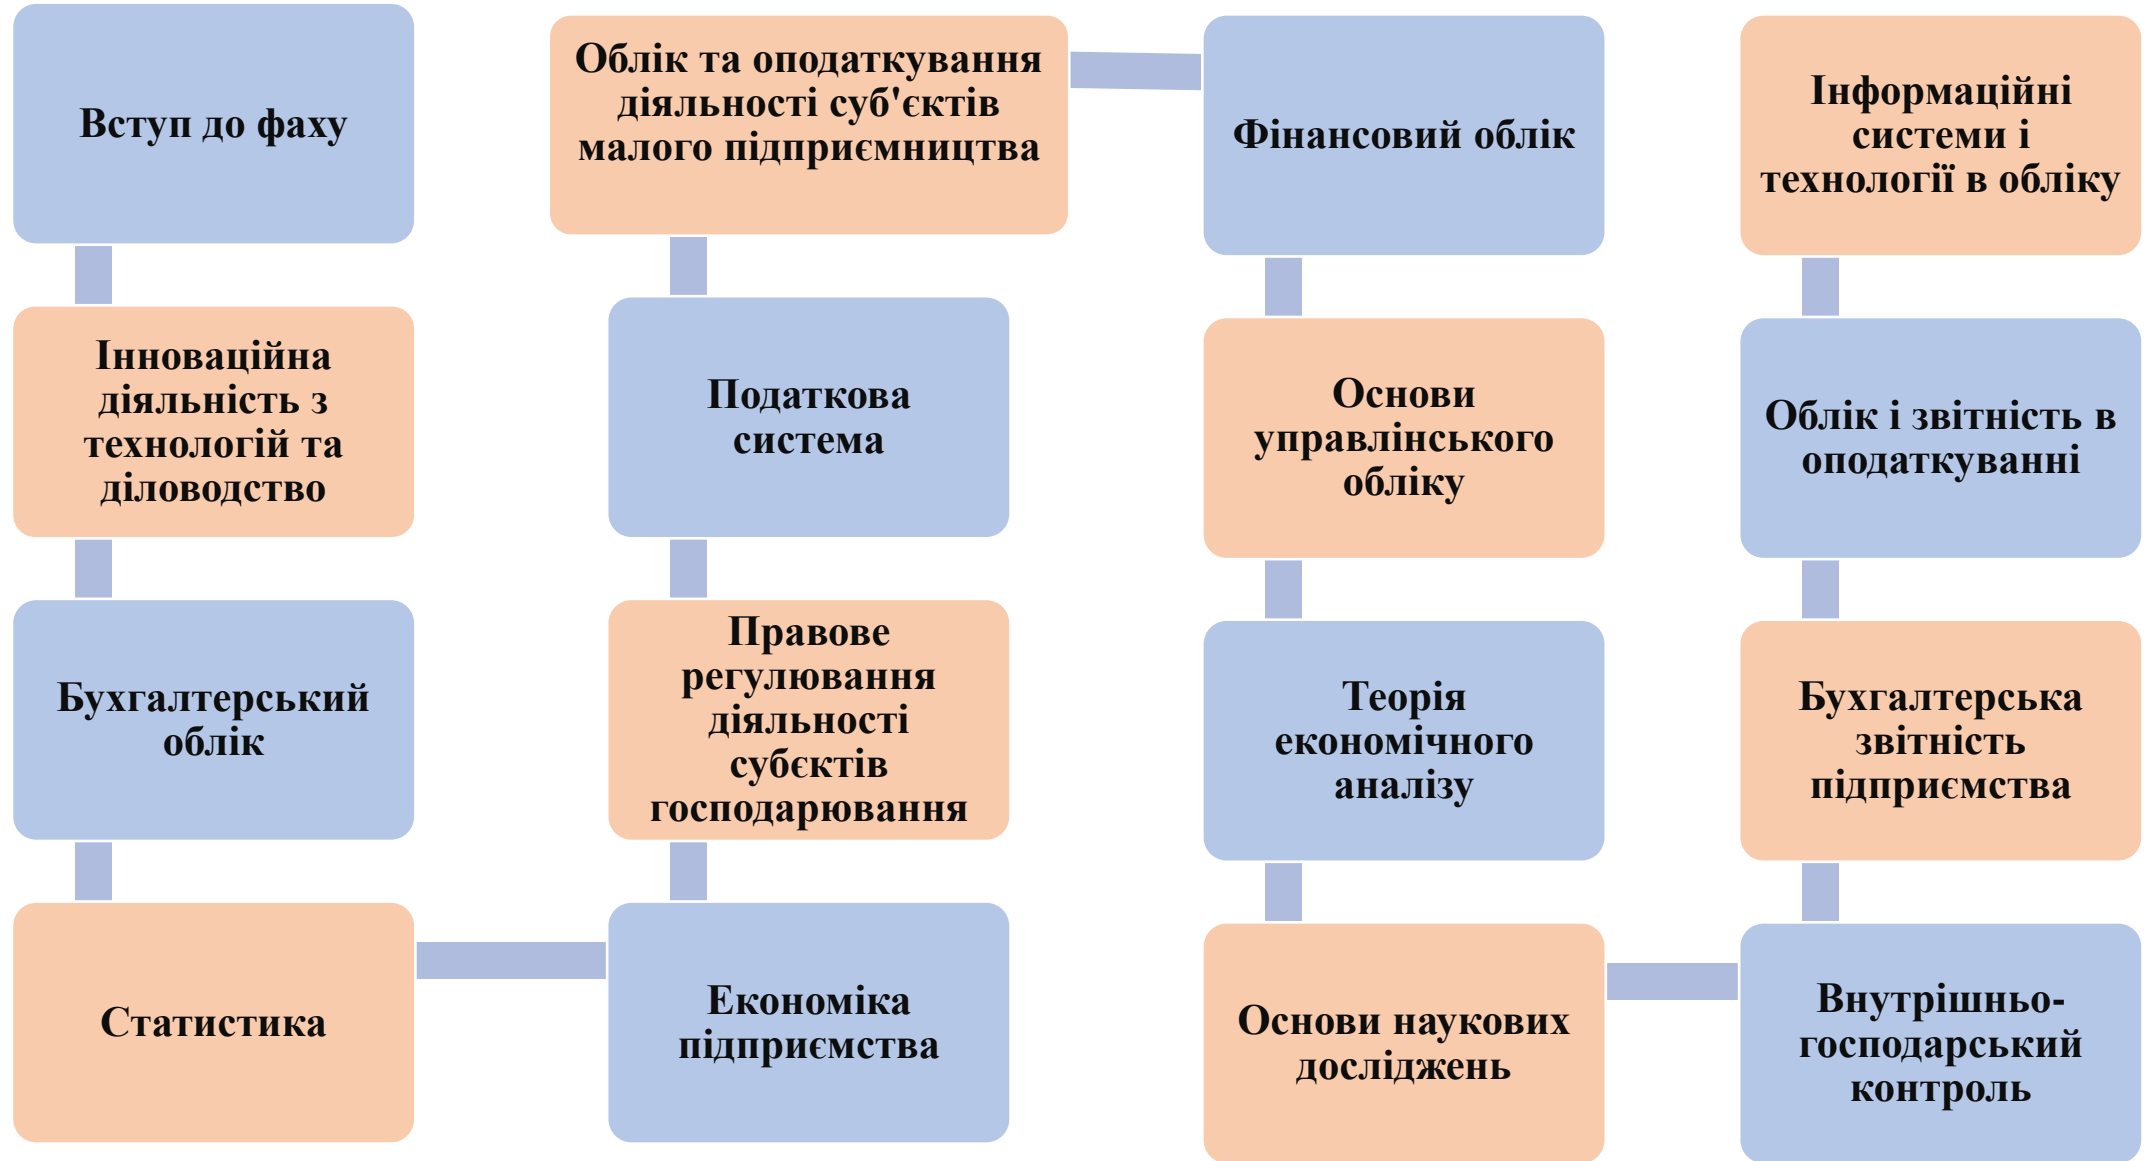 Вступ до фаху
Інноваційна
діяльність з
технологій та
діловодство
Бухгалтерський
облік
Статистика
Економіка
підприємства
Правове
регулювання
діяльності
субєктів
господарювання
Податкова
система
Облік та оподаткування
діяльності суб'єктів
малого підприємництва
Фінансовий облік
Основи
управлінського
обліку
Теорія
економічного
аналізу
Основи наукових
досліджень
Внутрішньо-
господарський
контроль
Бухгалтерська
звітність
підприємства
Облік і звітність в
оподаткуванні
Інформаційні
системи і
технології в обліку